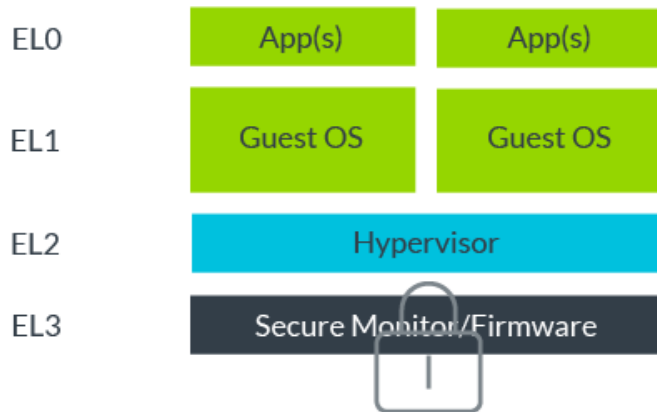 EL0 App(s) App(s)
EL1 Guest OS Guest OS
EL2 Hypervisor
EL3 Secure Monitor/Firmware